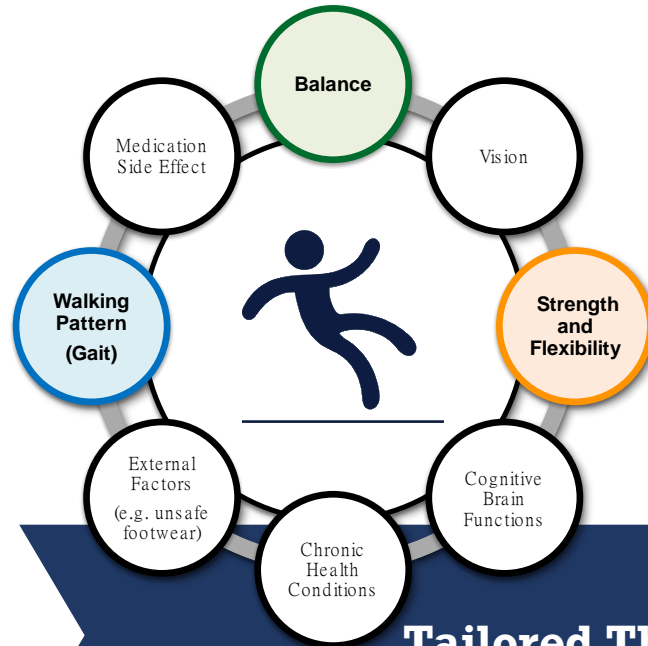 Balance
Medication
Side Effect
Vision
Walking
Pattern
(Gait)
Strength
and
Flexibility
External
Factors
(e.g. unsafe
footwear)
Cognitive
Brain
Functions
Chronic
Health
Conditions
Tailored